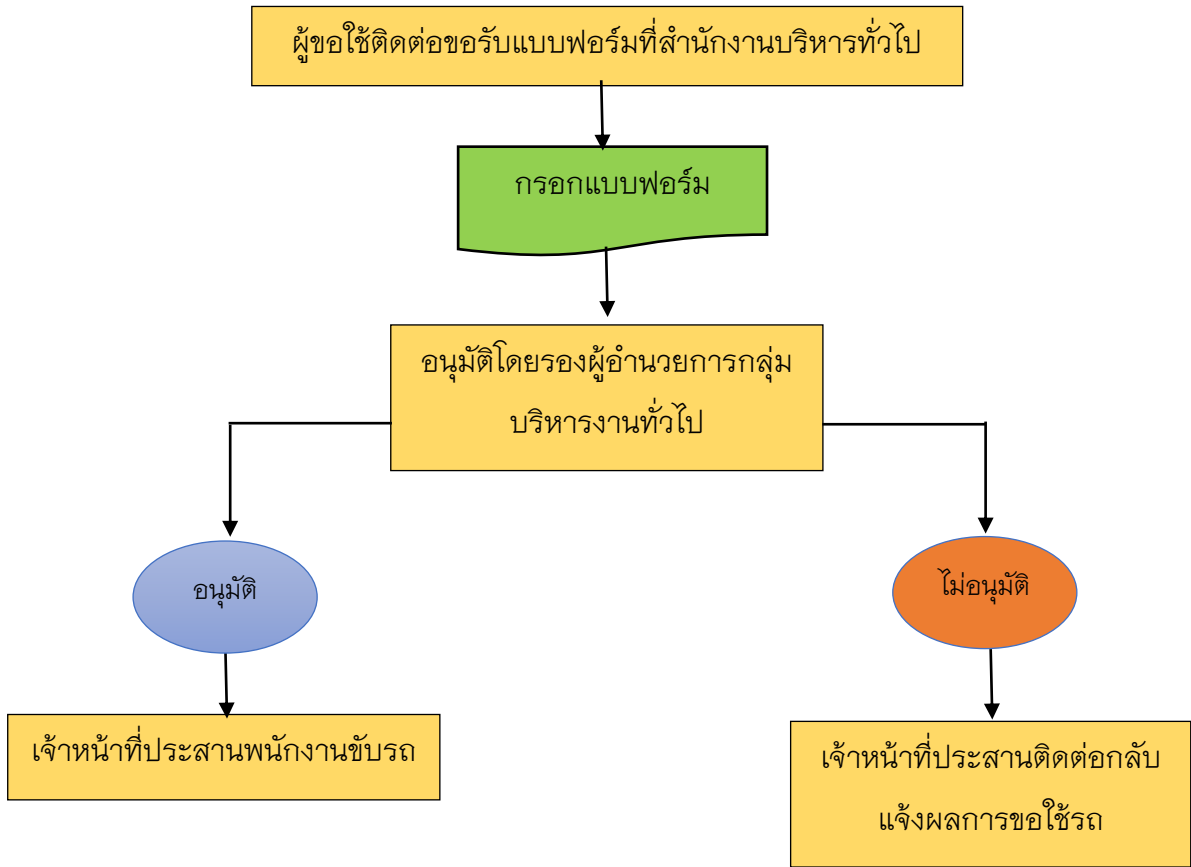 ผู้ขอใช้ติดต่อขอรับแบบฟอร์มที่สำนักงานบริหารทั่วไป
กรอกแบบฟอร์ม
อนุมัติโดยรองผู้อำนวยการกลุ่ม
บริหารงานทั่วไป
อนุมัติ
ไม่อนุมัติ
เจ้าหน้าที่ประสานพนักงานขับรถ
เจ้าหน้าที่ประสานติดต่อกลับ
แจ้งผลการขอใช้รถ